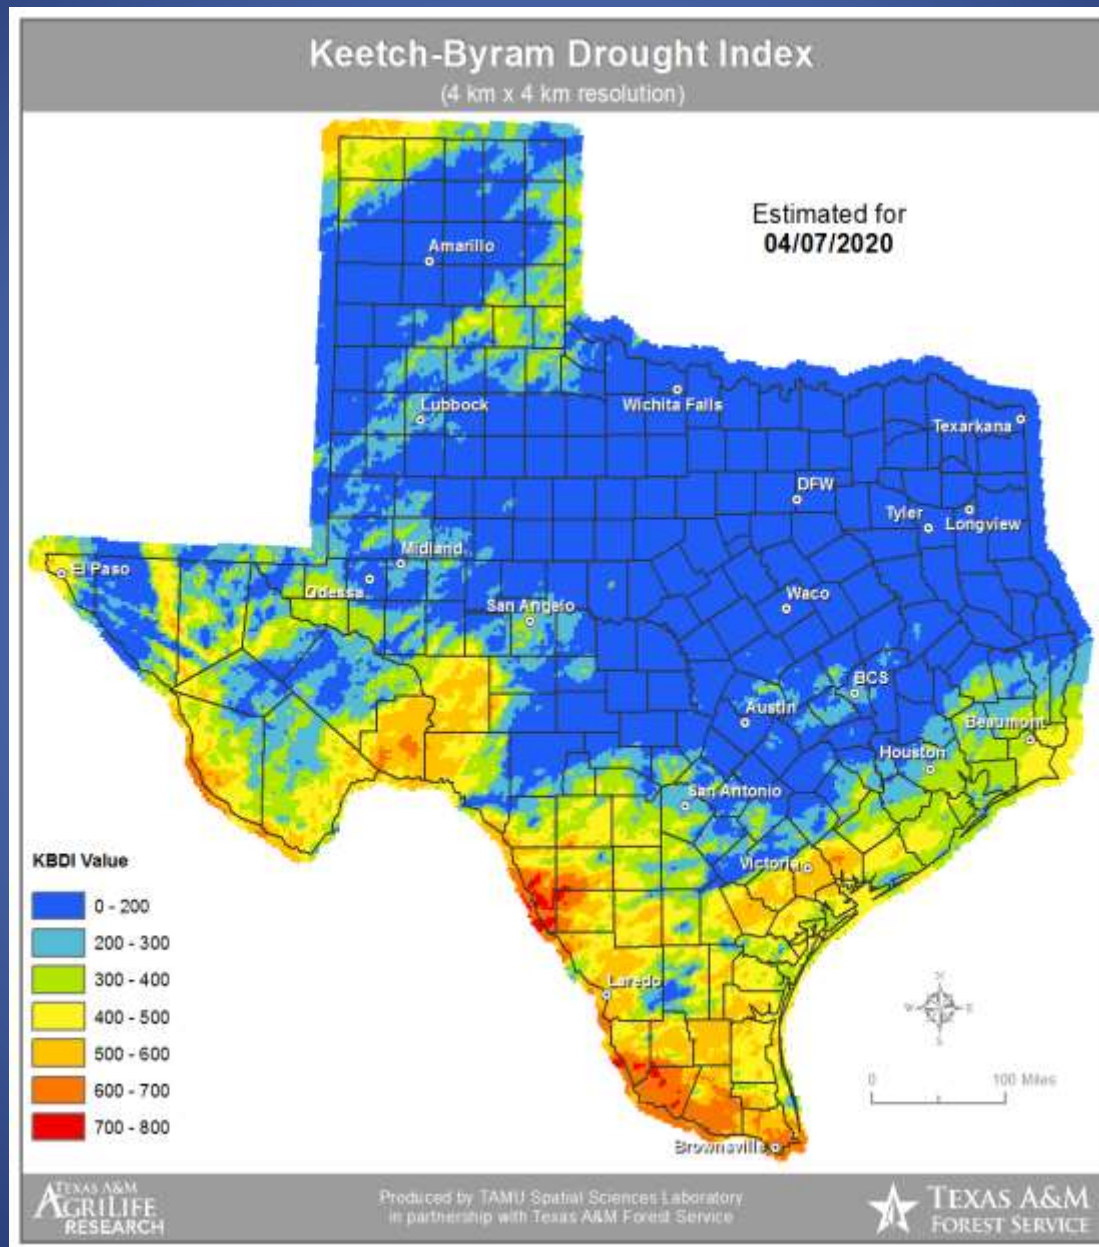 Keetch-Byram Drought Index
(4 km x 4 km resolution)
Estimated for
04/07/2020
Amarillo
Lubbock
Wichita Falls
Texarkana
DFW
Tyler
Longview
Midland
El Paso
Odessa
San Angelo
Waco
BCS
Austin
Beaumont
Houston
San Antonio
Victoria
Laredo
Brownsville
KBDI Value
0 - 200
200 - 300
300 - 400
400 - 500
500 - 600
600 - 700
700 - 800
N
W E
S
0 100 Miles
TEXAS A&M
AGRILIFE
RESEARCH
Produced by TAMU Spatial Sciences Laboratory
in partnership with Texas A&M Forest Service
TEXAS A&M
FOREST SERVICE